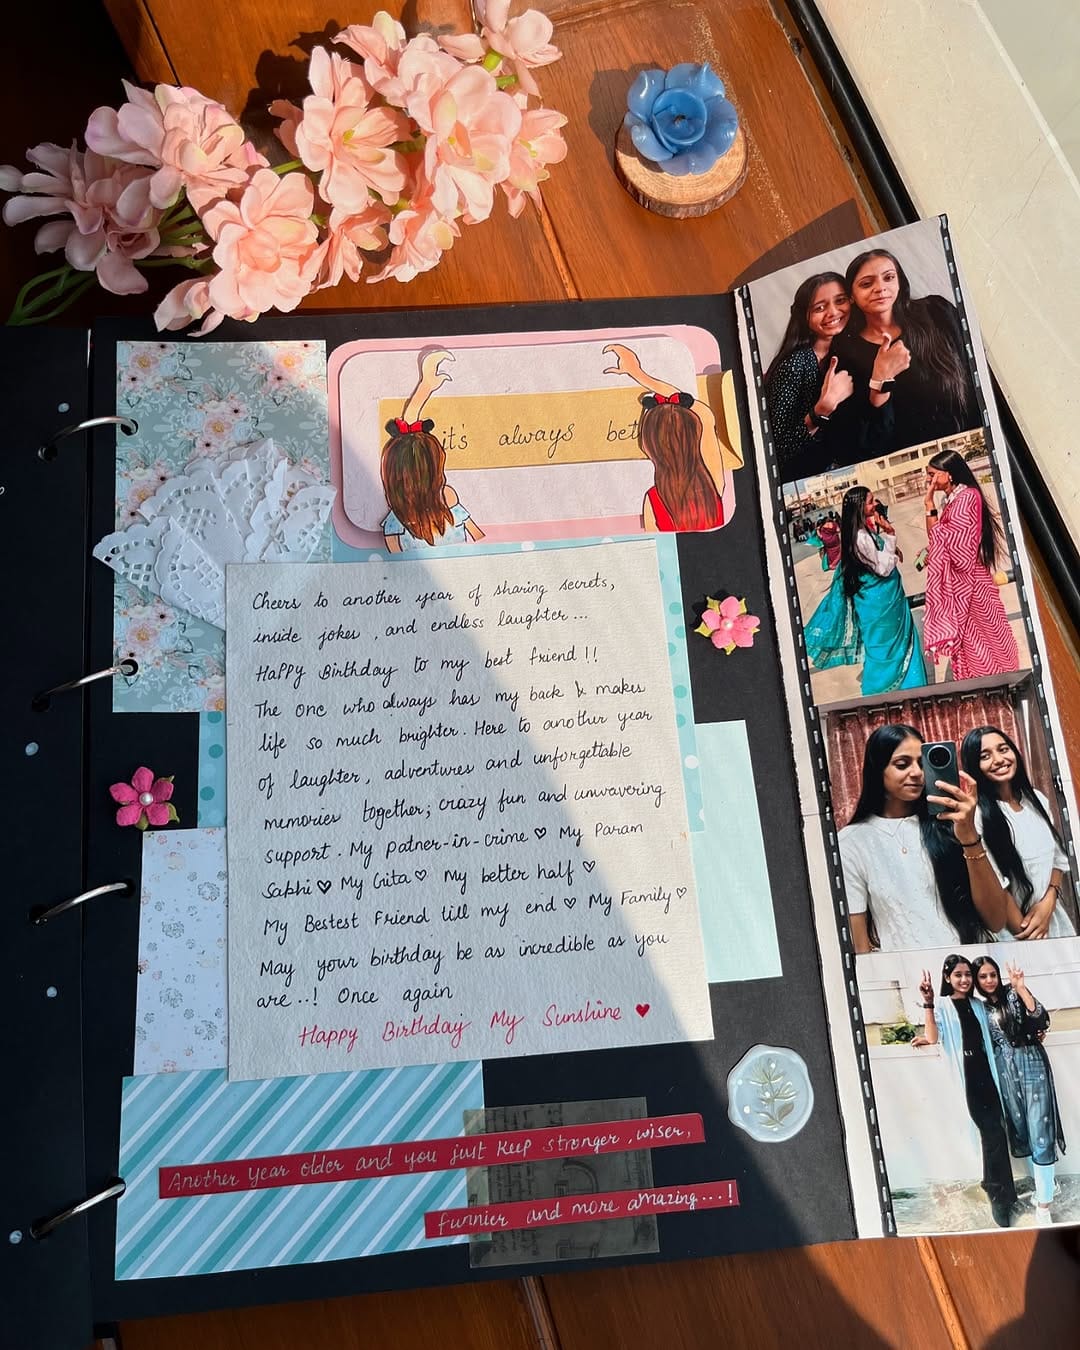 it's always bet
Cheers to another year of sharing secrets,
inside jokes, and endless laughter...
Happy Birthday to my best friend!!
The one who always has my back & makes
life so much brighter. Here to another year
of laughter, adventures and unforgettable
memories together; crazy fun and unwavering
support. My patner-in-crime ♡ My Param
Sakhi ♥ My Gita ♡ My better half ♡
My Bestest Friend till my end ♡ My Family ♡
May your birthday be as incredible as you
are..! Once again
Happy Birthday My Sunshine ♥
Another year older and you just keep stronger, wiser,
funnier and more amazing...!